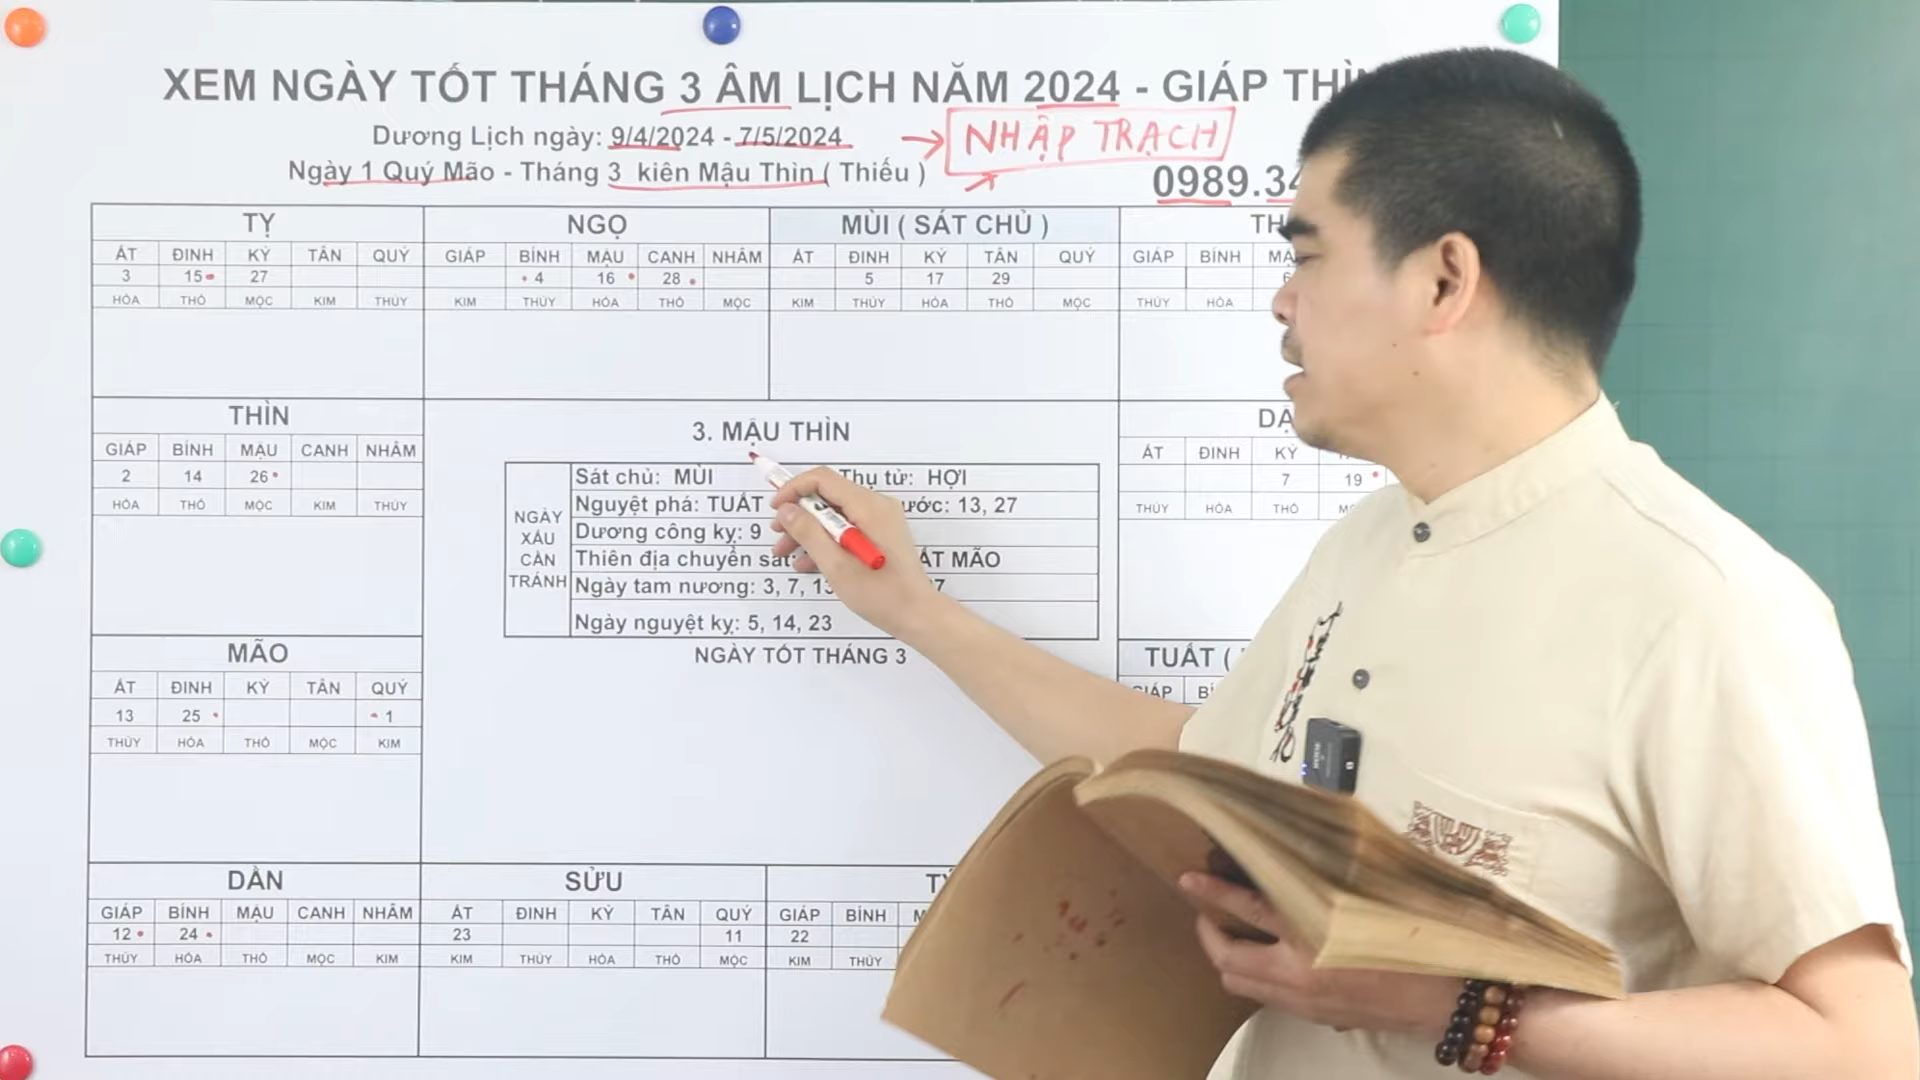 XEM NGÀY TỐT THÁNG 3 ÂM LỊCH NĂM 2024 - GIÁP THÌN
Dương Lịch ngày: 9/4/2024 - 7/5/2024
NHẬP TRẠCH
Ngày 1 Quý Mão - Tháng 3 kiên Mậu Thìn ( Thiếu )
0989.34
TỴ NGỌ MÙI ( SÁT CHỦ )
ẤT ĐINH KỶ TÂN QUÝ GIÁP BÍNH MẬU CANH NHÂM ẤT ĐINH KỶ TÂN QUÝ GIÁP BÍNH
3 15 27 4 16 28 5 17 29 6
HỎA THỔ MỘC KIM THỦY KIM THỦY HỎA THỔ MỘC KIM THỦY HỎA THỔ MỘC THỦY HỎA
THÌN
GIÁP BÍNH MẬU CANH NHÂM
2 14 26
HỎA THỔ MỘC KIM THỦY
3. MẬU THÌN
NGÀY XẤU CẦN TRÁNH
Sát chủ: MÙI Thụ tử: HỢI
Nguyệt phá: TUẤT 13, 27
Dương công kỵ: 9
Thiên địa chuyển sát: MÃO
Ngày tam nương: 3, 7,
Ngày nguyệt kỵ: 5, 14, 23
NGÀY TỐT THÁNG 3
ẤT ĐINH KỶ
7 19
THỦY HỎA THỔ
MÃO
ẤT ĐINH KỶ TÂN QUÝ
13 25 1
THỦY HỎA THỔ MỘC KIM
TUẤT (
DẦN SỬU
GIÁP BÍNH MẬU CANH NHÂM ẤT ĐINH KỶ TÂN QUÝ GIÁP BÍNH
12 24 23 11 22
THỦY HỎA THỔ MỘC KIM KIM THỦY HỎA THỔ MỘC KIM THỦY